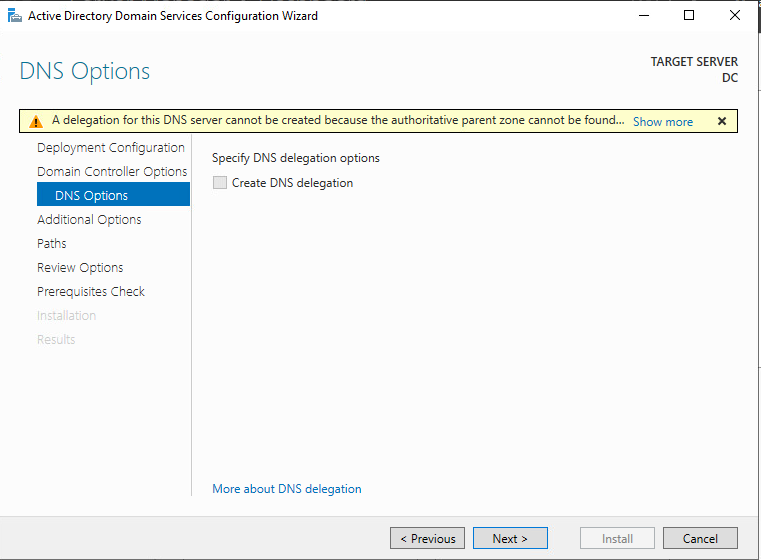 Active Directory Domain Services Configuration Wizard
DNS Options
TARGET SERVER
DC
A delegation for this DNS server cannot be created because the authoritative parent zone cannot be found... Show more
Deployment Configuration
Domain Controller Options
DNS Options
Additional Options
Paths
Review Options
Prerequisites Check
Installation
Results
Specify DNS delegation options
Create DNS delegation
More about DNS delegation
< Previous
Next >
Install
Cancel